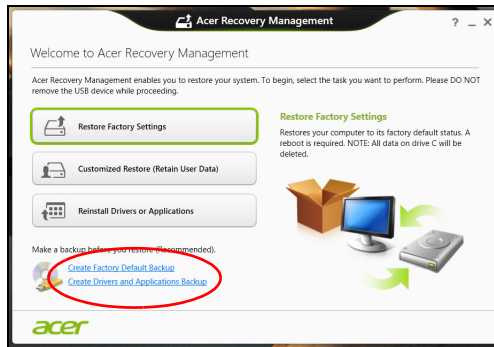 Acer Recovery Management
Welcome to Acer Recovery Management
Acer Recovery Management enables you to restore your system. To begin, select the task you want to perform. Please DO NOT
remove the USB device while proceeding.
Restore Factory Settings
Customized Restore (Retain User Data)
Reinstall Drivers or Applications
Restore Factory Settings
Restores your computer to its factory default status. A
reboot is required. NOTE: All data on drive C will be
deleted.
Make a backup before you restore (Recommended).
Create Factory Default Backup
Create Drivers and Applications Backup
acer